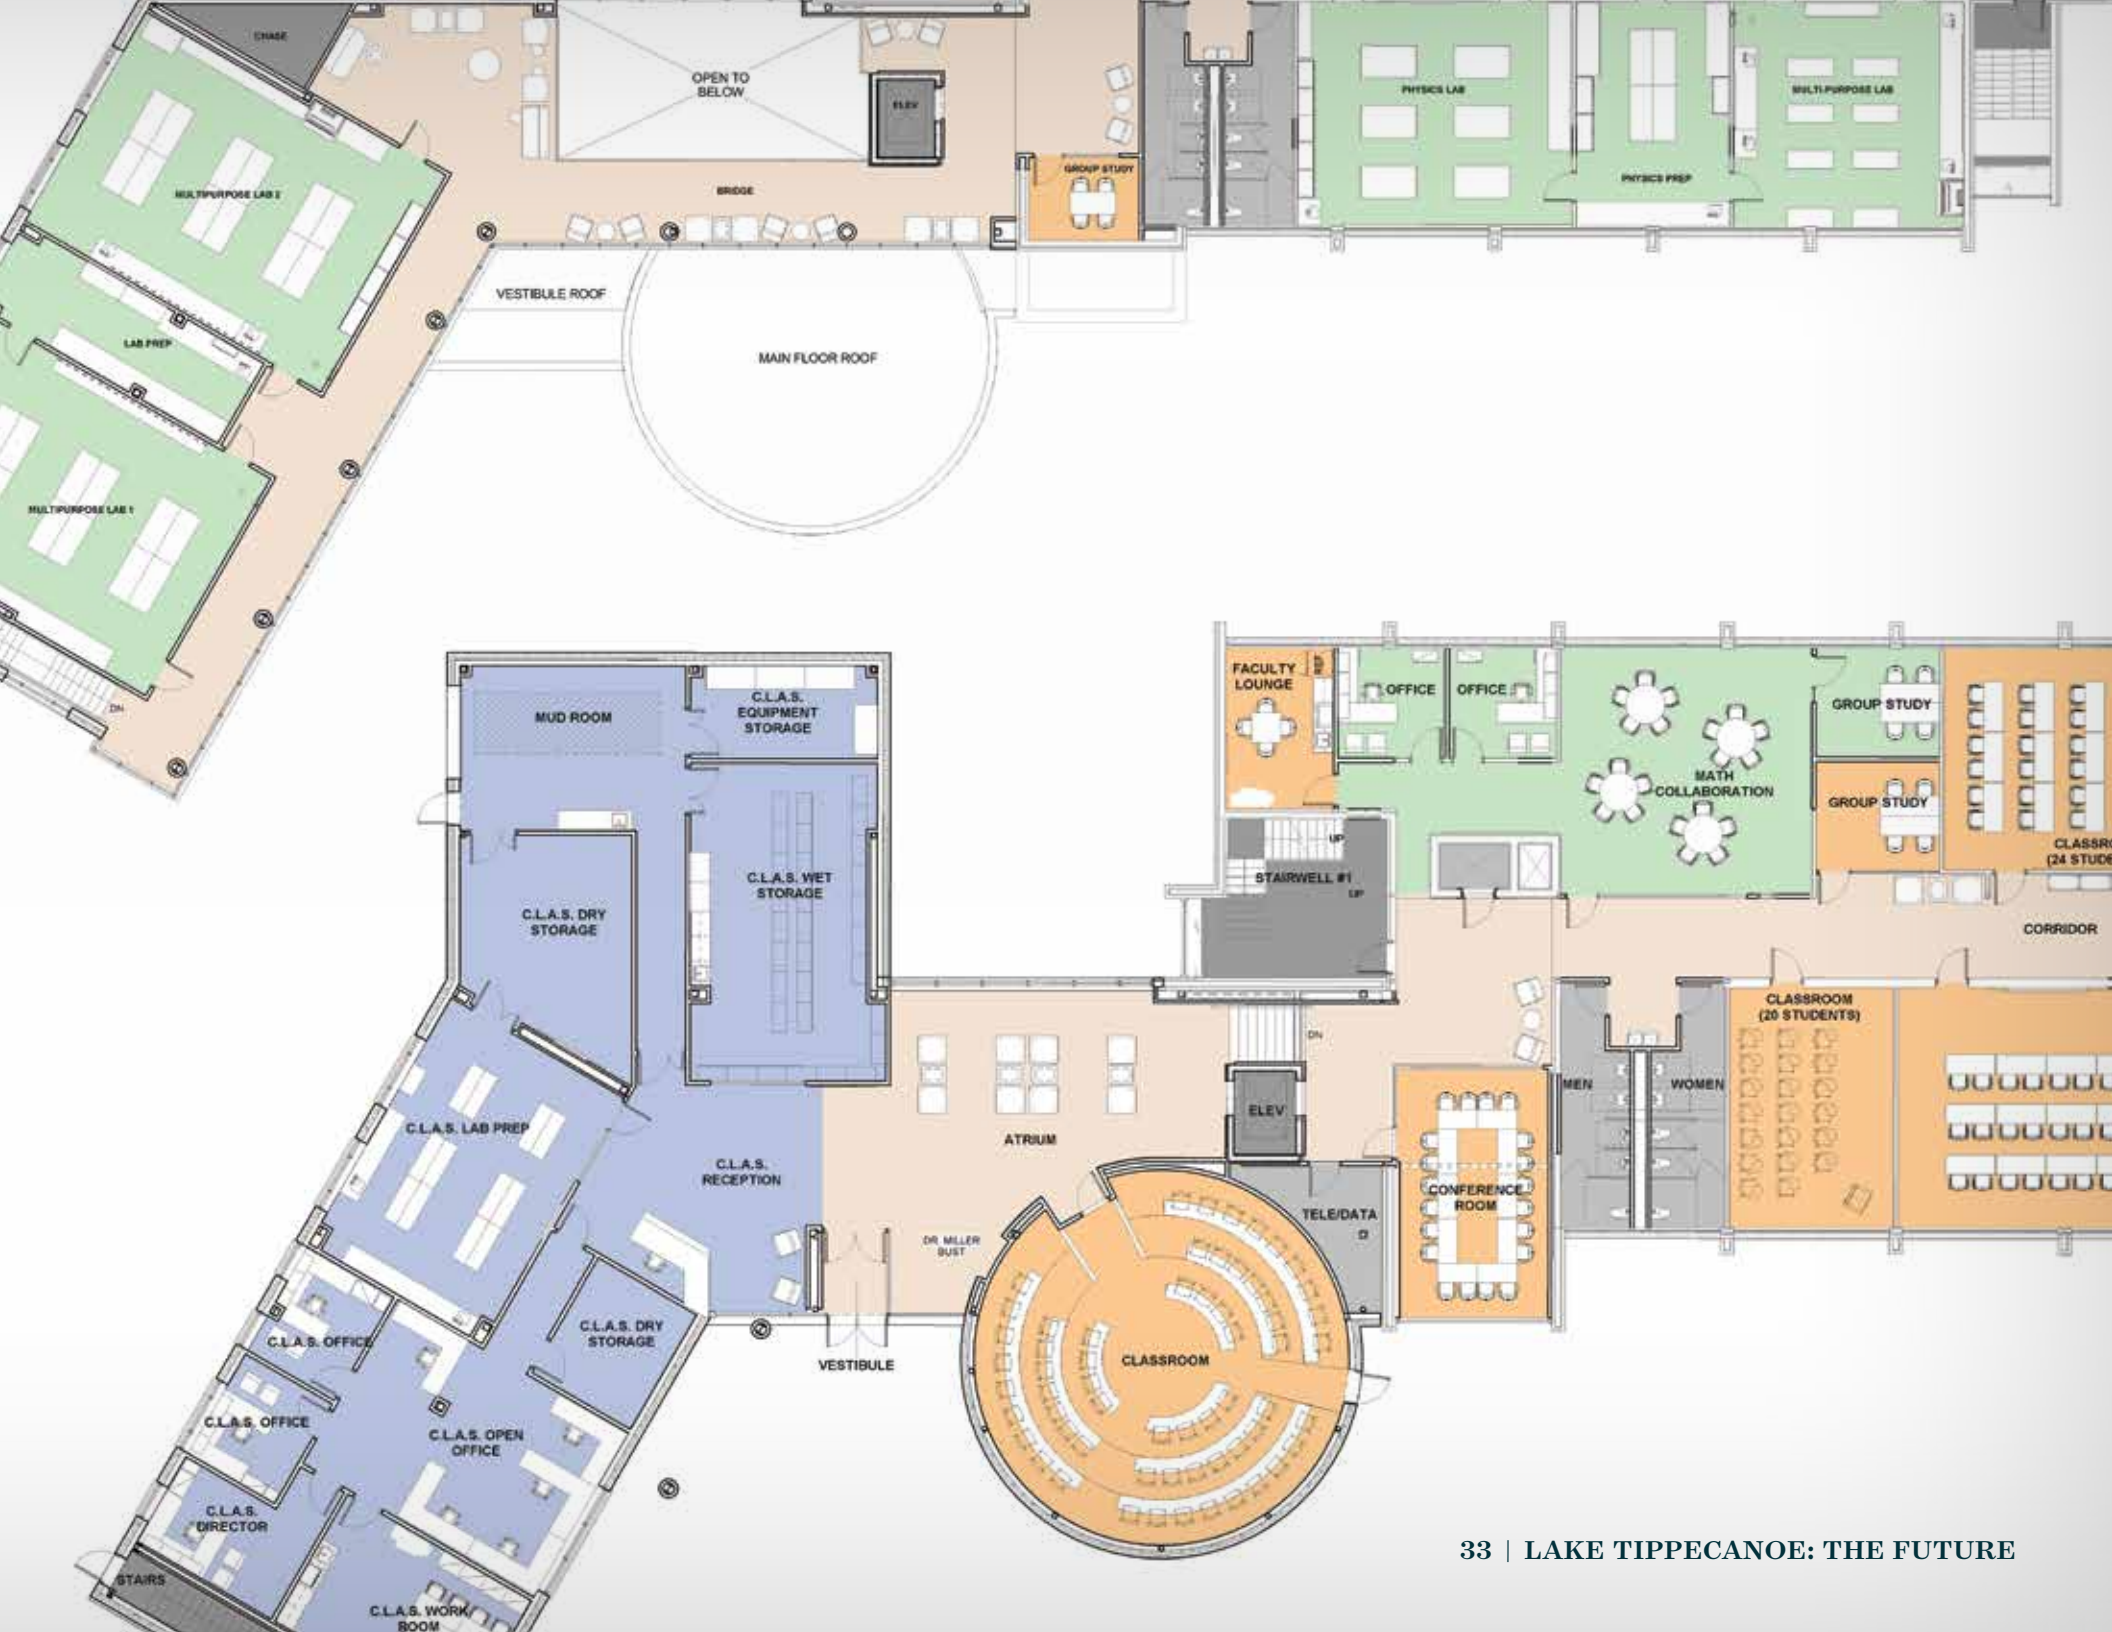 CHASE
OPEN TO
BELOW
ELEV
PHYSICS LAB
MULTI-PURPOSE LAB
GROUP STUDY
PHYSICS PREP
MULTIPURPOSE LAB 2
BRIDGE
VESTIBULE ROOF
LAB PREP
MAIN FLOOR ROOF
MULTIPURPOSE LAB 1
DN
MUD ROOM
C.L.A.S.
EQUIPMENT
STORAGE
FACULTY
LOUNGE
REF
OFFICE
OFFICE
GROUP STUDY
MATH
COLLABORATION
GROUP STUDY
UP
CLASSR
(24 STUDE
STAIRWELL #1
UP
C.L.A.S. WET
STORAGE
C.L.A.S. DRY
STORAGE
CORRIDOR
CLASSROOM
(20 STUDENTS)
DN
MEN
WOMEN
ELEV
C.L.A.S. LAB PREP
ATRIUM
C.L.A.S.
RECEPTION
CONFERENCE
ROOM
TELE/DATA
DR. MILLER
BUST
C.L.A.S. DRY
STORAGE
C.L.A.S. OFFICE
VESTIBULE
CLASSROOM
C.L.A.S. OFFICE
C.L.A.S. OPEN
OFFICE
C.L.A.S.
DIRECTOR
STAIRS
C.L.A.S. WORK
ROOM
33 | LAKE TIPPECANOE: THE FUTURE